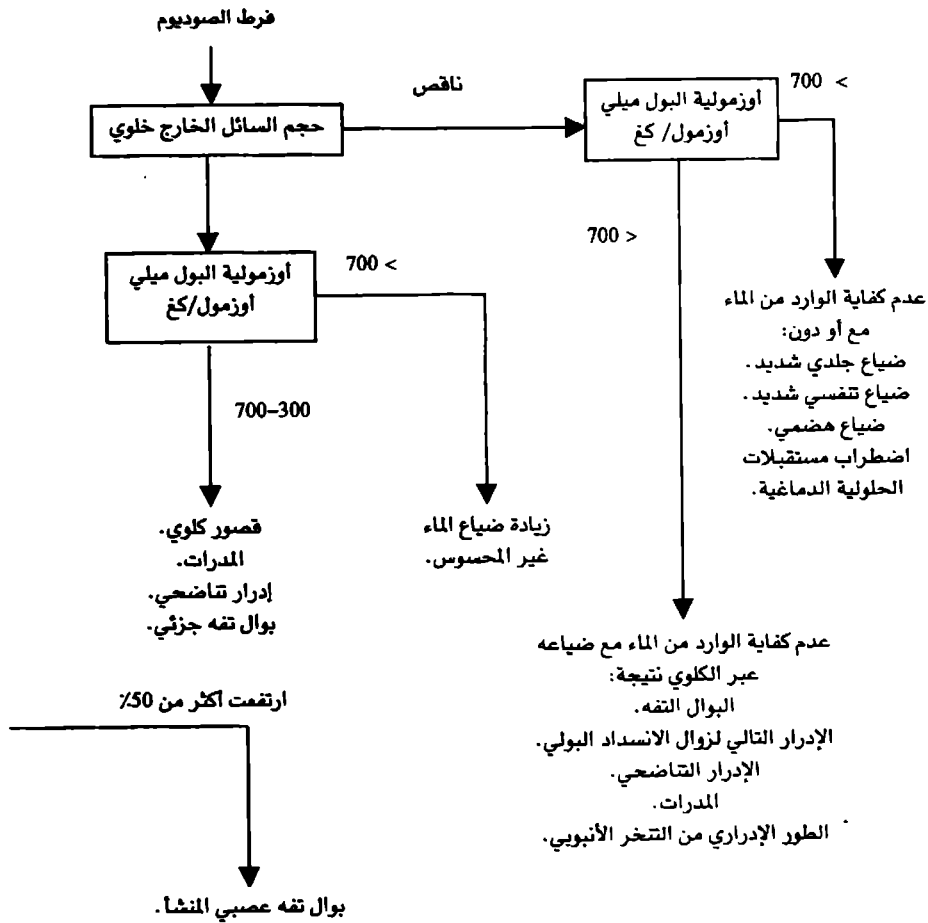 فرط الصوديوم
حجم السائل الخارج خلوي
ناقص
أوزمولية البول ميلي
أوزمول/ كغ
700 <
700 >
عدم كفاية الوارد من الماء
مع أو دون:
ضياع جلدي شديد.
ضياع تنفسي شديد.
ضياع هضمي.
اضطراب مستقبلات
الحلولية الدماغية.
أوزمولية البول ميلي
أوزمول/كغ
700 <
700–300
زيادة ضياع الماء
غير المحسوس.
قصور كلوي.
المدرات.
إدرار تناضحي.
بوال تفه جزئي.
عدم كفاية الوارد من الماء مع ضياعه
عبر الكلوي نتيجة:
البوال التفه.
الإدرار التالي لزوال الانسداد البولي.
الإدرار التناضحي.
المدرات.
الطور الإدراري من التنخر الأنبوبي.
ارتفعت أكثر من 50٪
بوال تفه عصبي المنشأ.